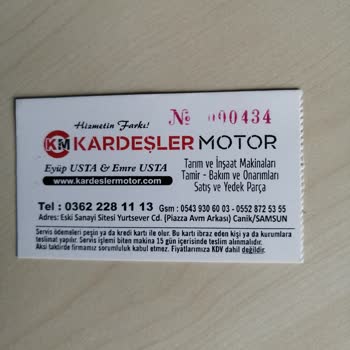 Hizmetin Farkı!
№ 000434
KM KARDEŞLER MOTOR
Eyüp USTA & Emre USTA
www.kardeslermotor.com
Tarım ve İnşaat Makinaları
Tamir - Bakım ve Onarımları
Satış ve Yedek Parça
Tel : 0362 228 11 13 Gsm : 0543 930 60 03 - 0552 872 53 55
Adres: Eski Sanayi Sitesi Yurtsever Cd. (Piazza Avm Arkası) Canik/SAMSUN
Servis ödemeleri peşin ya da kredi kartı ile olur. Bu kartı ibraz eden kişi ya da kurumlara
teslimat yapılır. Servis işlemi biten makina 15 gün içerisinde teslim alınmalıdır.
Aksi takdirde firmamız sorumluluk kabul etmez. Fiyatlarımıza KDV dahil değildir.